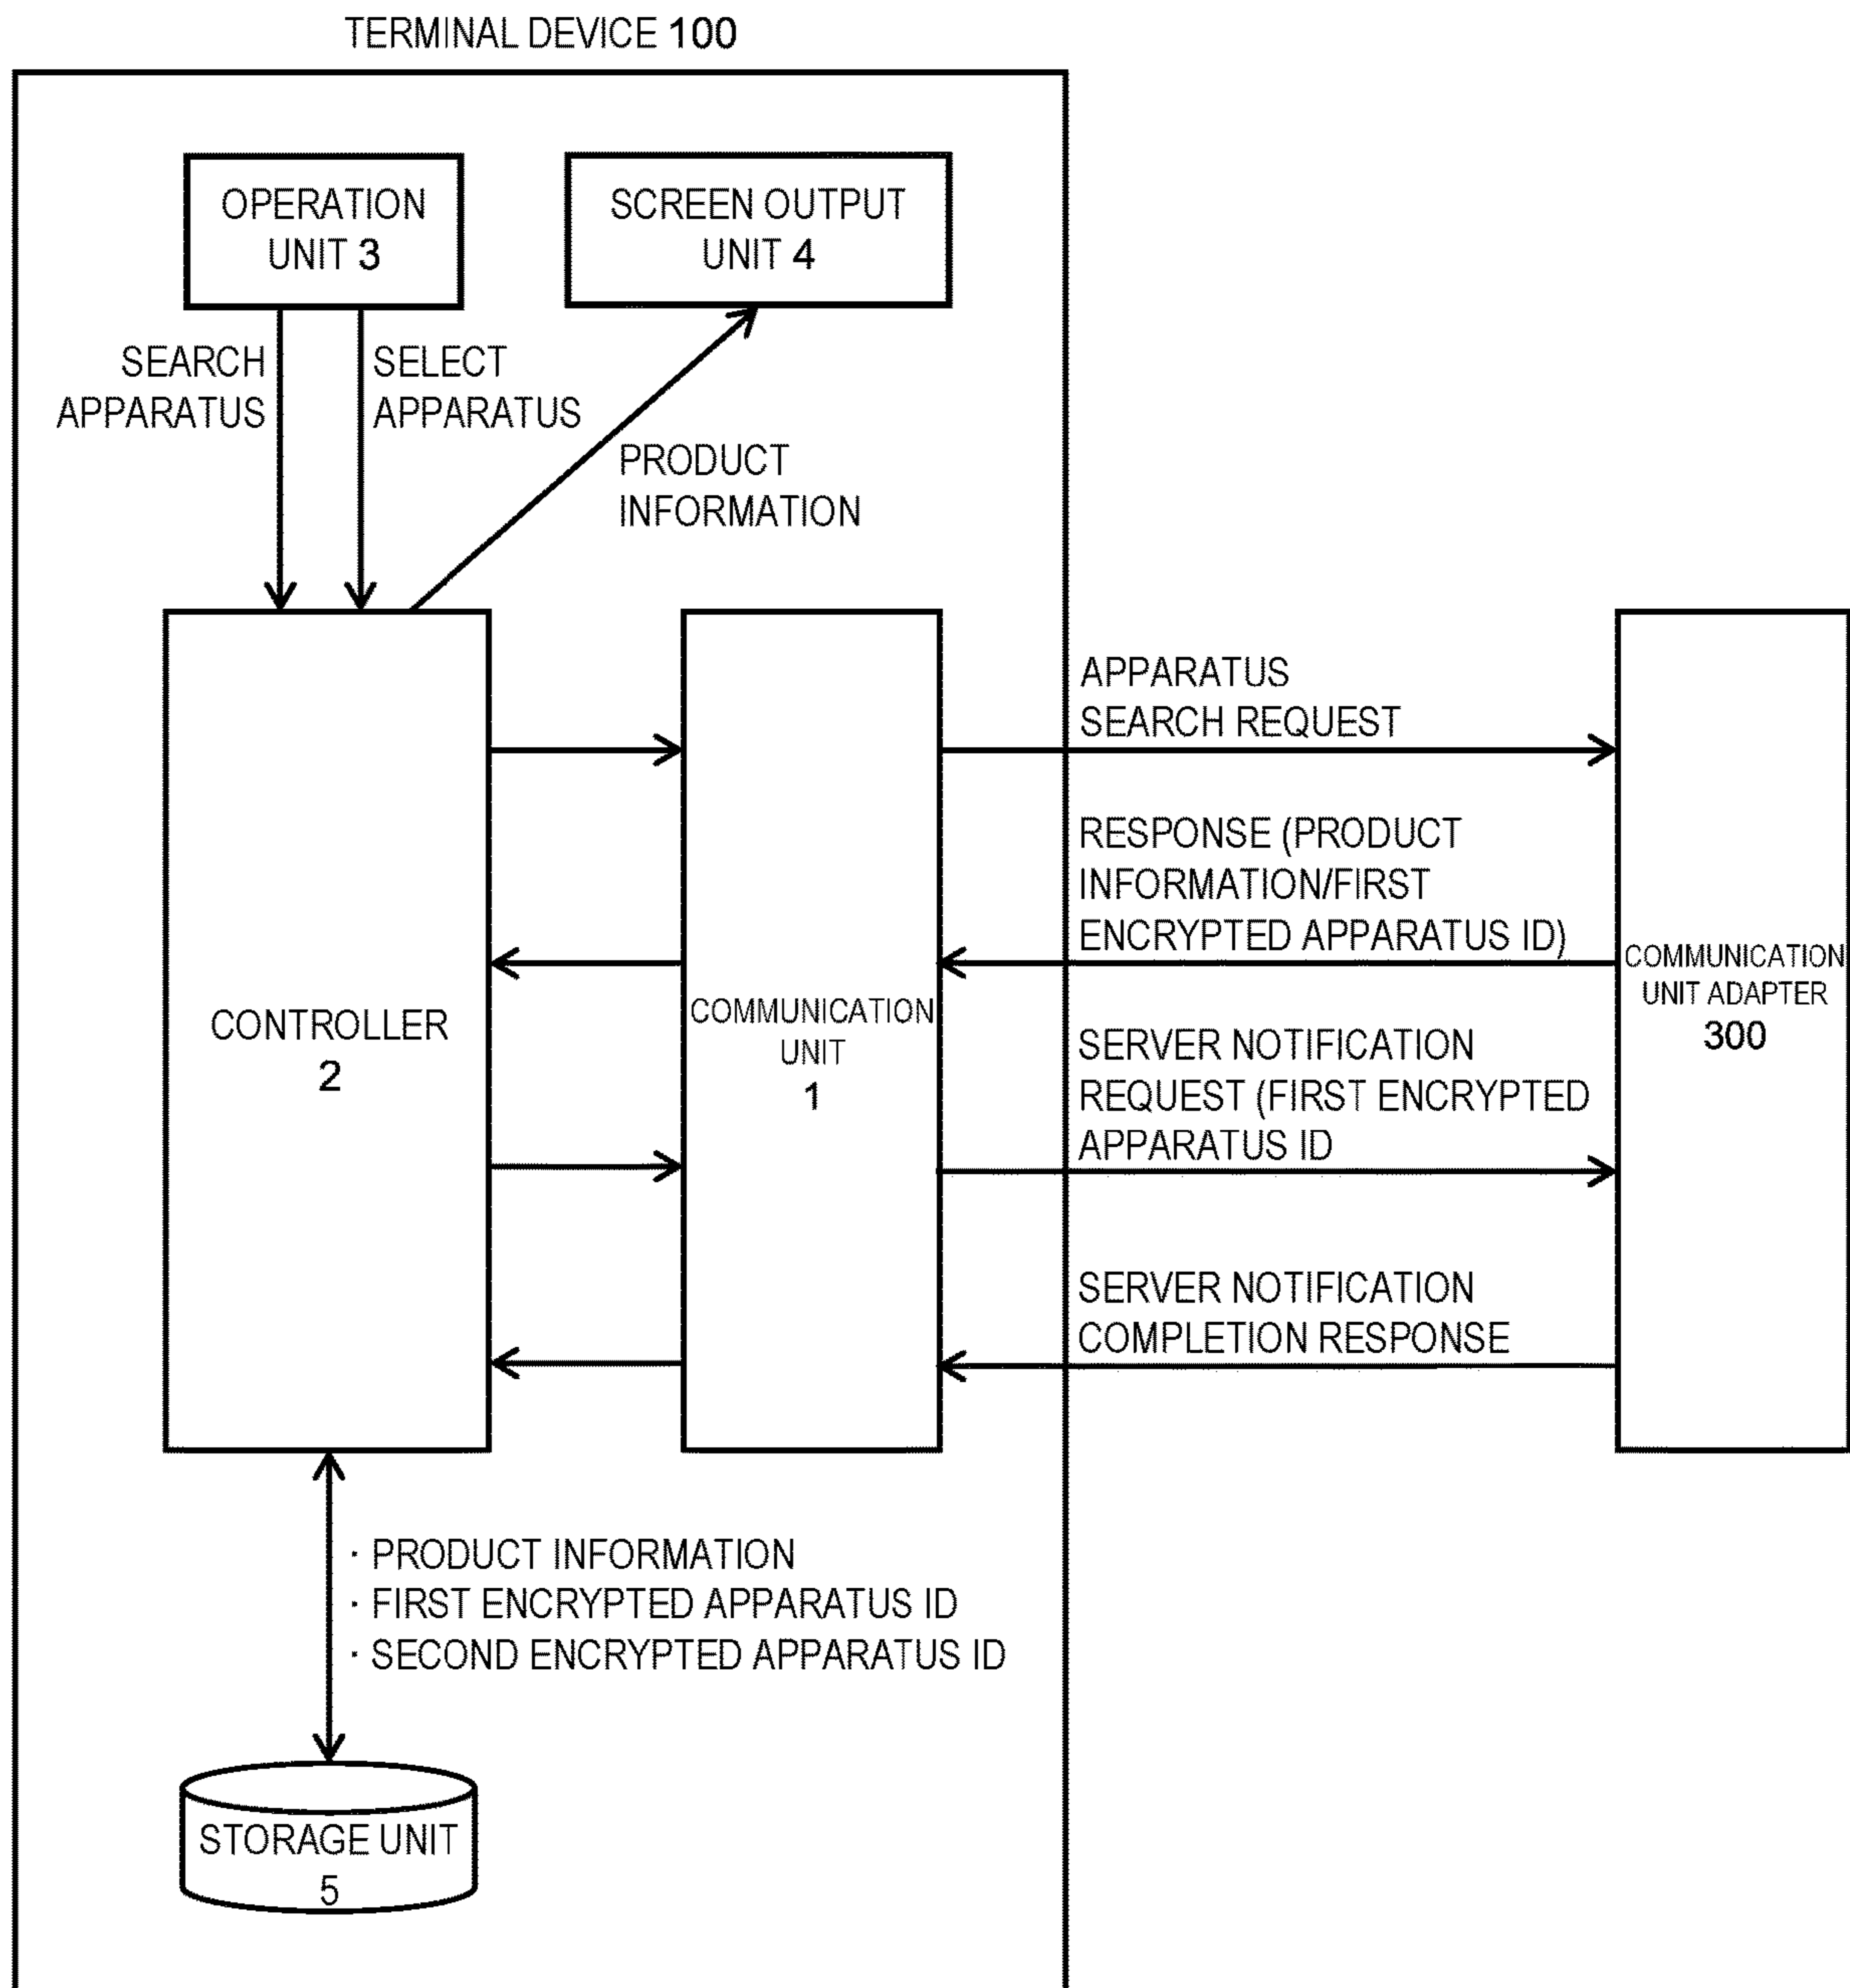 TERMINAL DEVICE 100
OPERATION
UNIT 3
SCREEN OUTPUT
UNIT 4
SEARCH
APPARATUS
SELECT
APPARATUS
PRODUCT
INFORMATION
CONTROLLER
2
COMMUNICATION
UNIT
1
APPARATUS
SEARCH REQUEST
RESPONSE (PRODUCT
INFORMATION/FIRST
ENCRYPTED APPARATUS ID)
SERVER NOTIFICATION
REQUEST (FIRST ENCRYPTED
APPARATUS ID
SERVER NOTIFICATION
COMPLETION RESPONSE
COMMUNICATION
UNIT ADAPTER
300
· PRODUCT INFORMATION
· FIRST ENCRYPTED APPARATUS ID
· SECOND ENCRYPTED APPARATUS ID
STORAGE UNIT
5